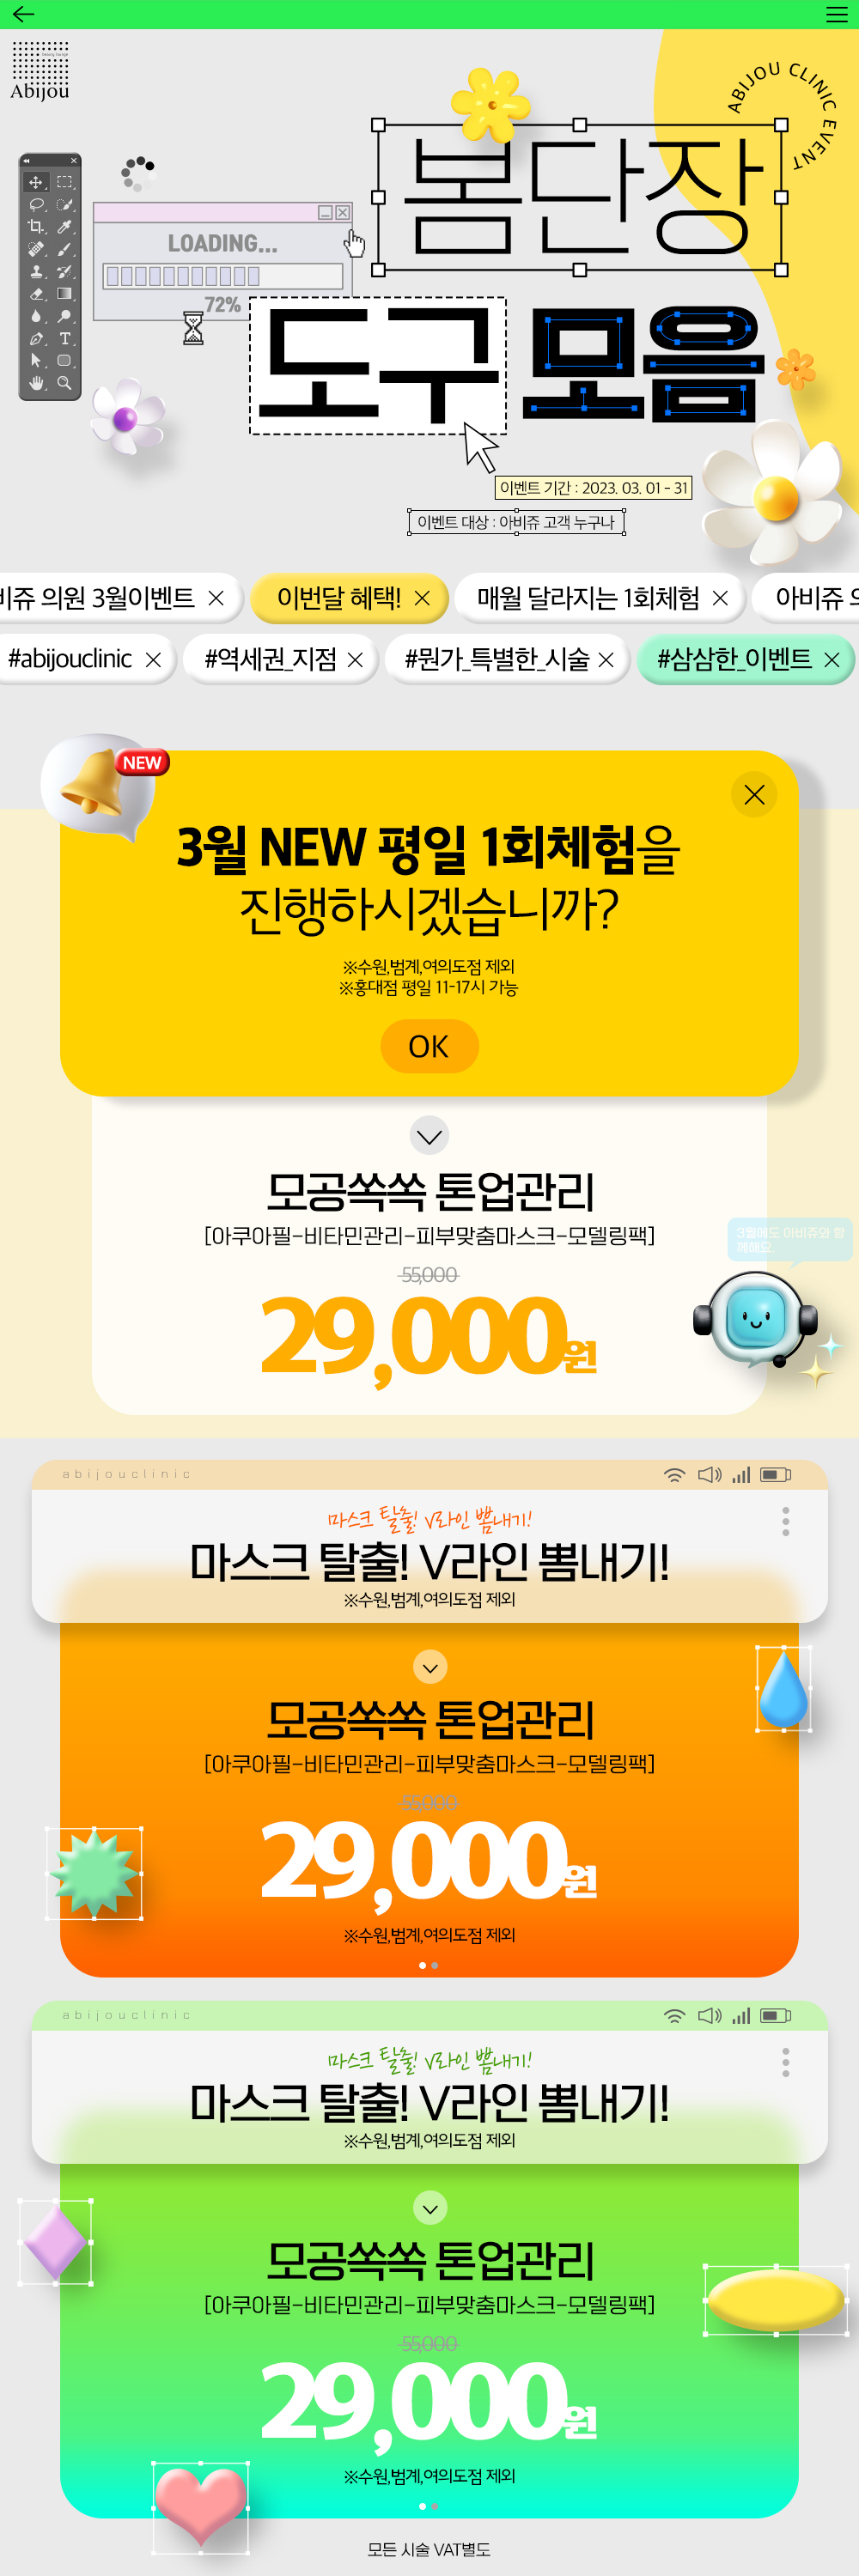 Abijou
ABIJOU CLINIC EVENT
봄단장
LOADING...
72%
도구 모음
이벤트 기간 : 2023. 03. 01 - 31
이벤트 대상 : 아비쥬 고객 누구나
비쥬 의원 3월이벤트
이번달 혜택!
매월 달라지는 1회체험
아비쥬 의
#abijouclinic
#역세권_지점
#뭔가_특별한_시술
#삼삼한_이벤트
NEW
3월 NEW 평일 1회체험을
진행하시겠습니까?
※수원,범계,여의도점 제외
※홍대점 평일 11-17시 가능
OK
모공쏙쏙 톤업관리
[아쿠아필-비타민관리-피부맞춤마스크-모델링팩]
55,000
29,000원
3월에도 아비쥬와 함
께해요.
abijouclinic
마스크 탈출! V라인 뽐내기!
마스크 탈출! V라인 뽐내기!
※수원,범계,여의도점 제외
모공쏙쏙 톤업관리
[아쿠아필-비타민관리-피부맞춤마스크-모델링팩]
55,000
29,000원
※수원,범계,여의도점 제외
abijouclinic
마스크 탈출! V라인 뽐내기!
마스크 탈출! V라인 뽐내기!
※수원,범계,여의도점 제외
모공쏙쏙 톤업관리
[아쿠아필-비타민관리-피부맞춤마스크-모델링팩]
55,000
29,000원
※수원,범계,여의도점 제외
모든 시술 VAT별도